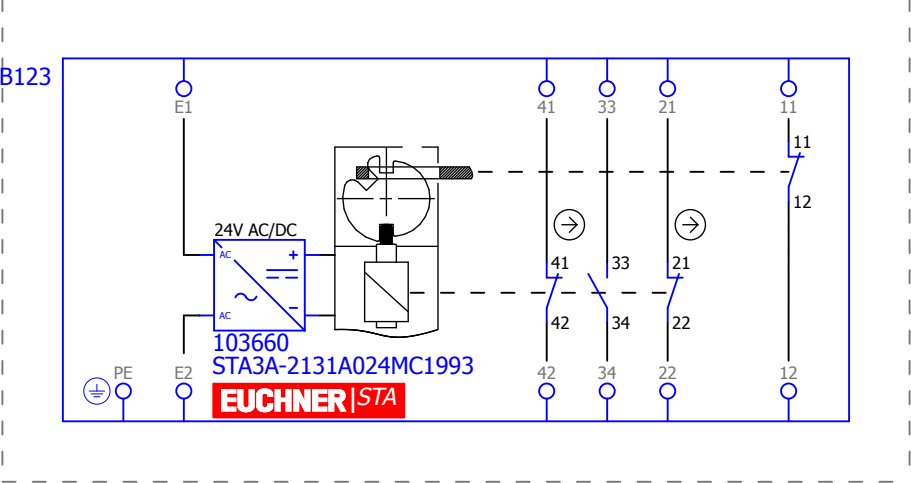 B123
E1
41
33
21
11
11
12
24V AC/DC
AC
+
41
33
21
AC
-
42
34
22
103660
STA3A-2131A024MC1993
PE
E2
EUCHNER|STA
42
34
22
12